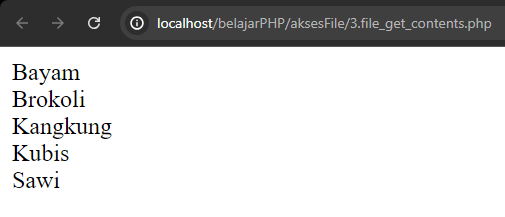 localhost/belajarPHP/aksesFile/3.file_get_contents.php
Bayam
Brokoli
Kangkung
Kubis
Sawi